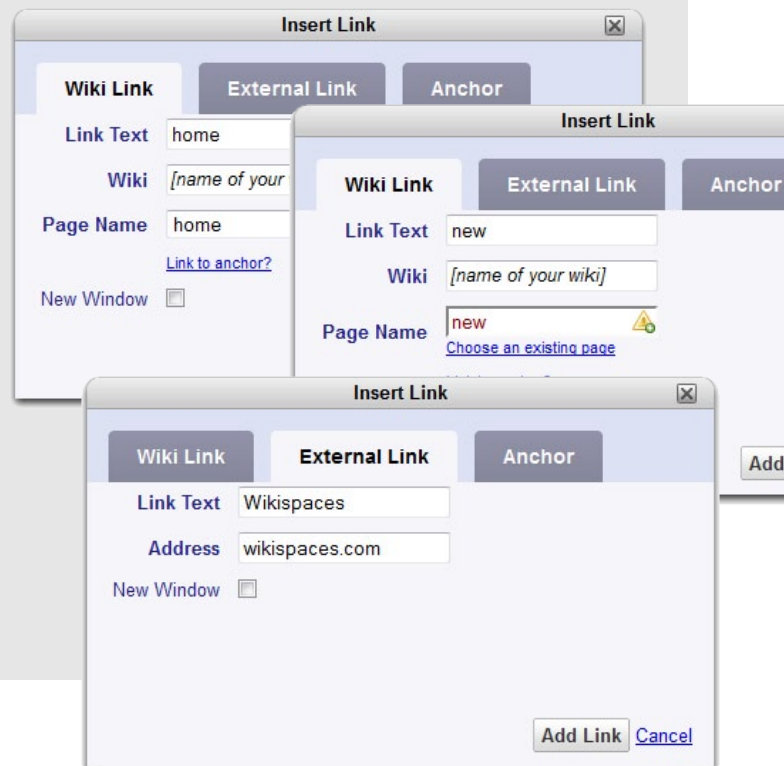 Insert Link
Wiki Link External Link Anchor
Link Text home
Wiki [name of your
Page Name home
Link to anchor?
New Window
Insert Link
Wiki Link External Link Anchor
Link Text new
Wiki [name of your wiki]
Page Name new
Choose an existing page
Add
Insert Link
Wiki Link External Link Anchor
Link Text Wikispaces
Address wikispaces.com
New Window
Add Link Cancel